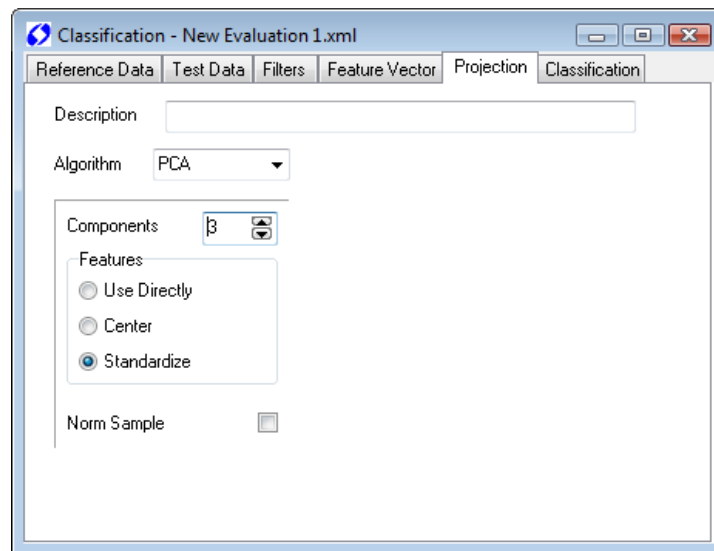 Classification - New Evaluation 1.xml
Reference Data Test Data Filters Feature Vector Projection Classification
Description
Algorithm PCA
Components 3
Features
Use Directly
Center
Standardize
Norm Sample